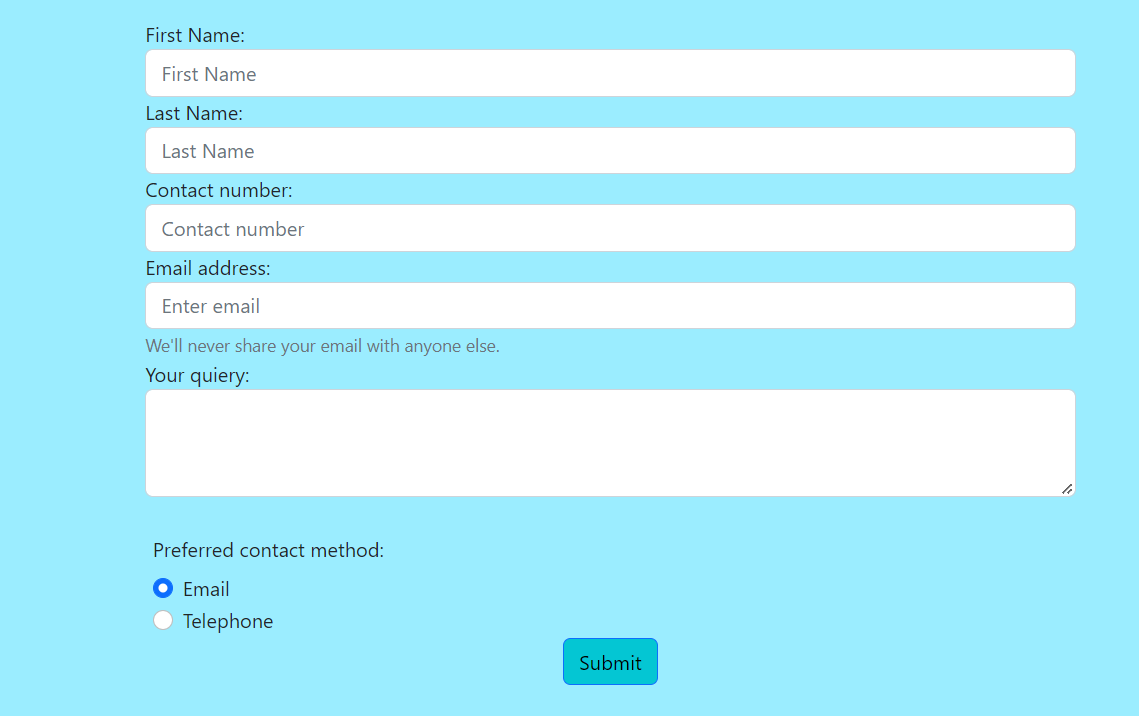 First Name:
First Name
Last Name:
Last Name
Contact number:
Contact number
Email address:
Enter email
We'll never share your email with anyone else.
Your quiery:
Preferred contact method:
Email
Telephone
Submit